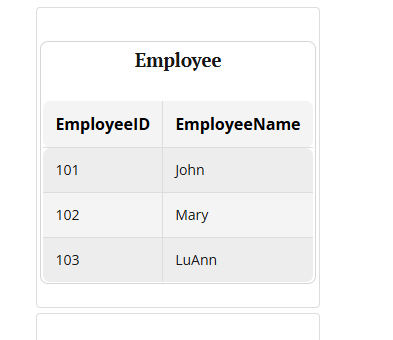 Employee
EmployeeID EmployeeName
101 John
102 Mary
103 LuAnn